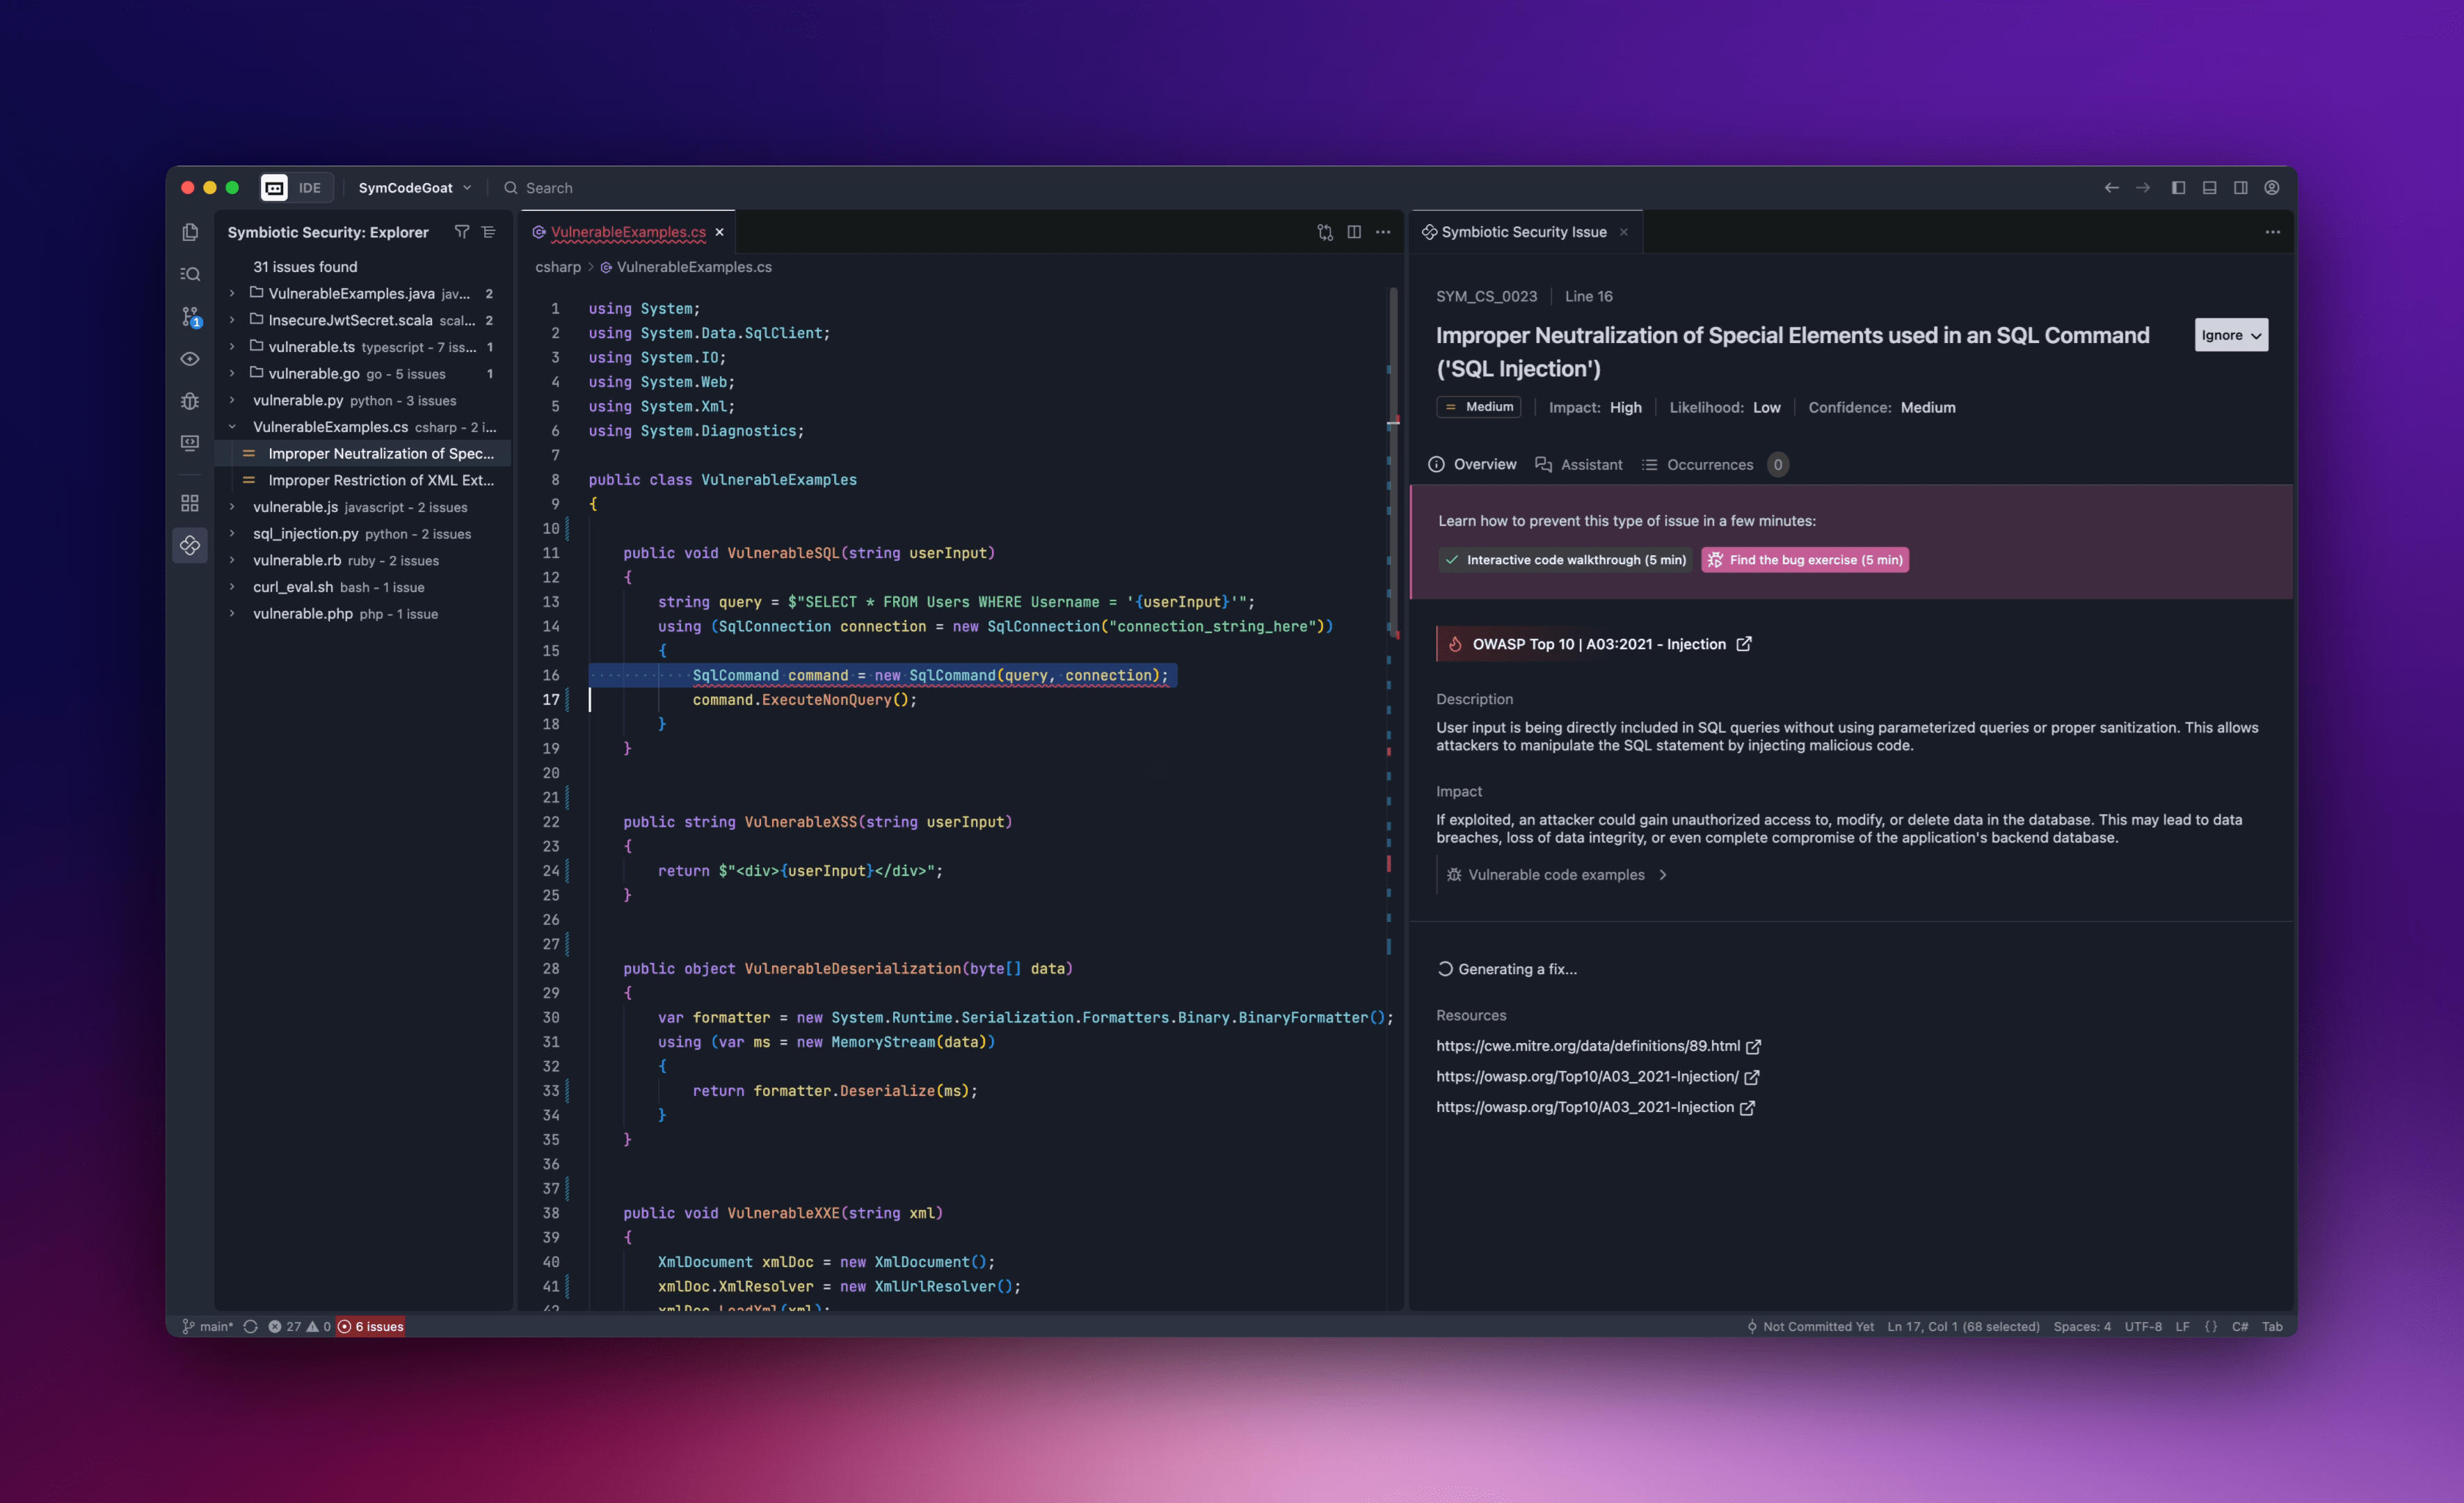 IDE
SymCodeGoat
Search
Symbiotic Security: Explorer
31 issues found
VulnerableExamples.java jav... 2
InsecureJwtSecret.scala scal... 2
vulnerable.ts typescript - 7 iss... 1
vulnerable.go go - 5 issues 1
vulnerable.py python - 3 issues
VulnerableExamples.cs csharp - 2 i...
Improper Neutralization of Spec...
Improper Restriction of XML Ext...
vulnerable.js javascript - 2 issues
sql_injection.py python - 2 issues
vulnerable.rb ruby - 2 issues
curl_eval.sh bash - 1 issue
vulnerable.php php - 1 issue
1
VulnerableExamples.cs
csharp > VulnerableExamples.cs
1 using System;
2 using System.Data.SqlClient;
3 using System.IO;
4 using System.Web;
5 using System.Xml;
6 using System.Diagnostics;
7
8 public class VulnerableExamples
9 {
10
11 public void VulnerableSQL(string userInput)
12 {
13 string query = $"SELECT * FROM Users WHERE Username = '{userInput}'";
14 using (SqlConnection connection = new SqlConnection("connection_string_here"))
15 {
16 SqlCommand command = new SqlCommand(query, connection);
17 command.ExecuteNonQuery();
18 }
19 }
20
21
22 public string VulnerableXSS(string userInput)
23 {
24 return $"<div>{userInput}</div>";
25 }
26
27
28 public object VulnerableDeserialization(byte[] data)
29 {
30 var formatter = new System.Runtime.Serialization.Formatters.Binary.BinaryFormatter();
31 using (var ms = new MemoryStream(data))
32 {
33 return formatter.Deserialize(ms);
34 }
35 }
36
37
38 public void VulnerableXXE(string xml)
39 {
40 XmlDocument xmlDoc = new XmlDocument();
41 xmlDoc.XmlResolver = new XmlUrlResolver();
42 xmlDoc.LoadXml(xml);
Symbiotic Security Issue
SYM_CS_0023 Line 16
Improper Neutralization of Special Elements used in an SQL Command
('SQL Injection')
Ignore
Medium Impact: High Likelihood: Low Confidence: Medium
Overview Assistant Occurrences 0
Learn how to prevent this type of issue in a few minutes:
Interactive code walkthrough (5 min) Find the bug exercise (5 min)
OWASP Top 10 | A03:2021 - Injection
Description
User input is being directly included in SQL queries without using parameterized queries or proper sanitization. This allows
attackers to manipulate the SQL statement by injecting malicious code.
Impact
If exploited, an attacker could gain unauthorized access to, modify, or delete data in the database. This may lead to data
breaches, loss of data integrity, or even complete compromise of the application's backend database.
Vulnerable code examples
Generating a fix...
Resources
https://cwe.mitre.org/data/definitions/89.html
https://owasp.org/Top10/A03_2021-Injection/
https://owasp.org/Top10/A03_2021-Injection
main* 27 0 6 issues
Not Committed Yet Ln 17, Col 1 (68 selected) Spaces: 4 UTF-8 LF {} C# Tab